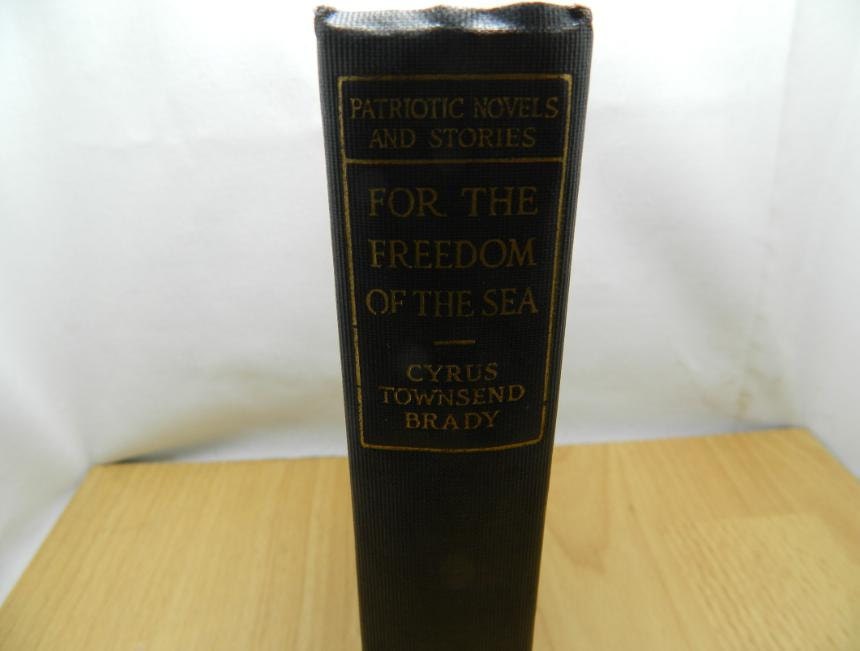 PATRIOTIC NOVELS
AND STORIES
FOR THE
FREEDOM
OF THE SEA
CYRUS
TOWNSEND
BRADY